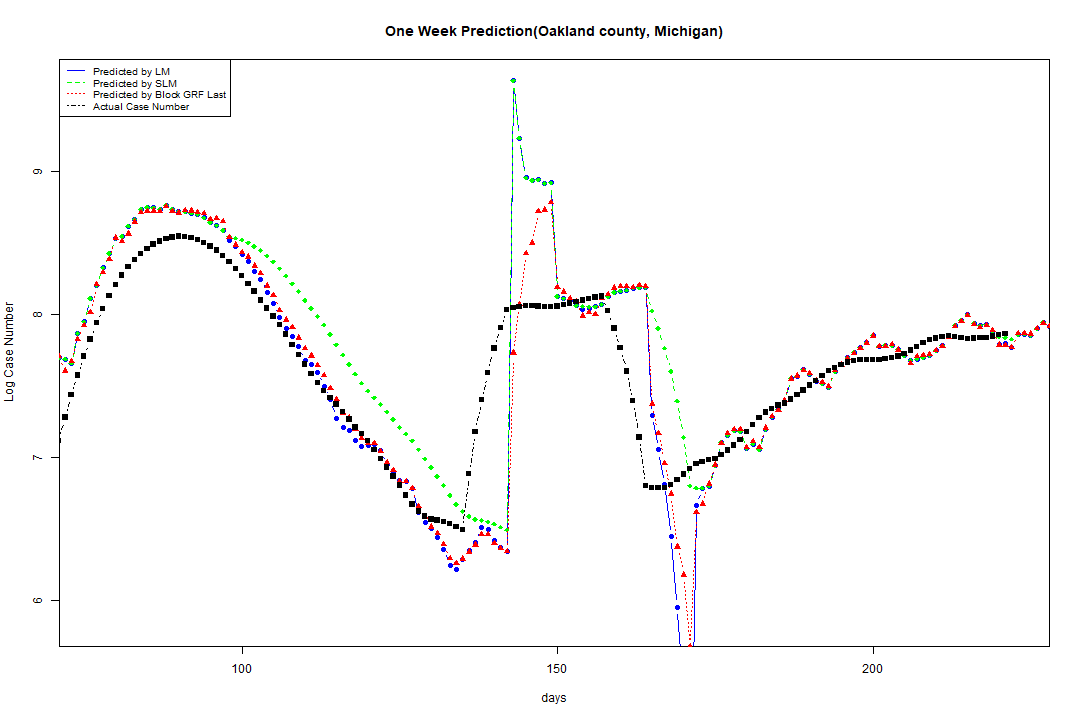 One Week Prediction(Oakland county, Michigan)
Predicted by LM
Predicted by SLM
Predicted by Block GRF Last
Actual Case Number
Log Case Number
9
8
7
6
100
150
200
days